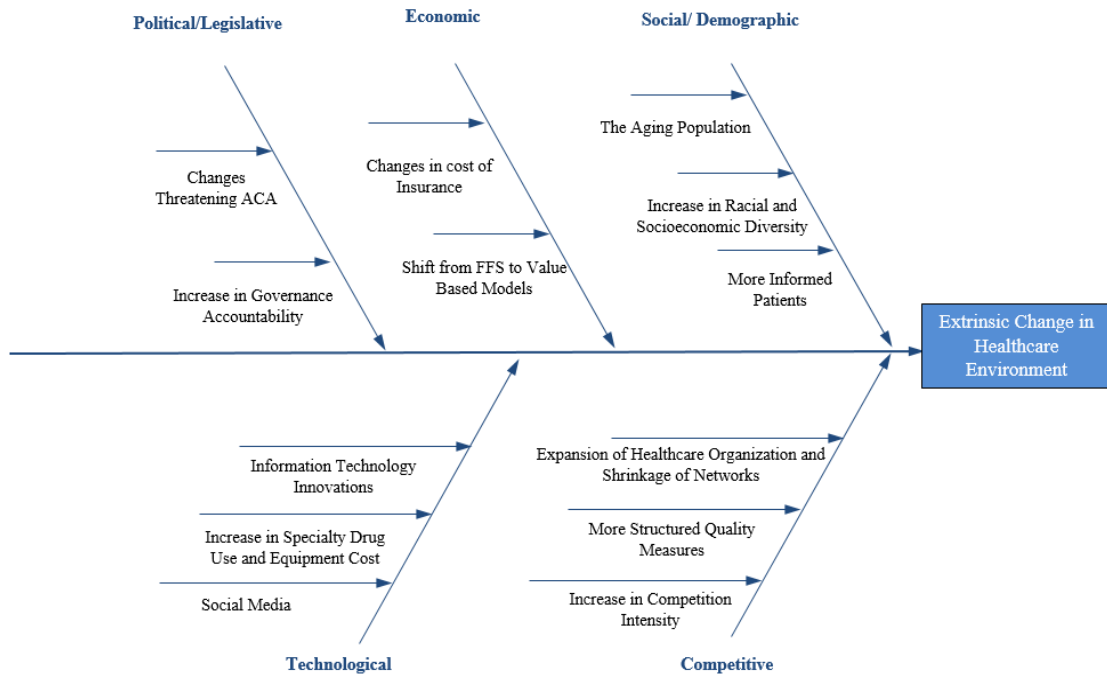 Political/Legislative
Economic
Social/ Demographic
The Aging Population
Changes in cost of
Insurance
Changes
Threatening ACA
Increase in Racial and
Socioeconomic Diversity
Shift from FFS to Value
Based Models
More Informed
Patients
Increase in Governance
Accountability
Extrinsic Change in
Healthcare
Environment
Information Technology
Innovations
Expansion of Healthcare Organization and
Shrinkage of Networks
Increase in Specialty Drug
Use and Equipment Cost
More Structured Quality
Measures
Social Media
Increase in Competition
Intensity
Technological
Competitive